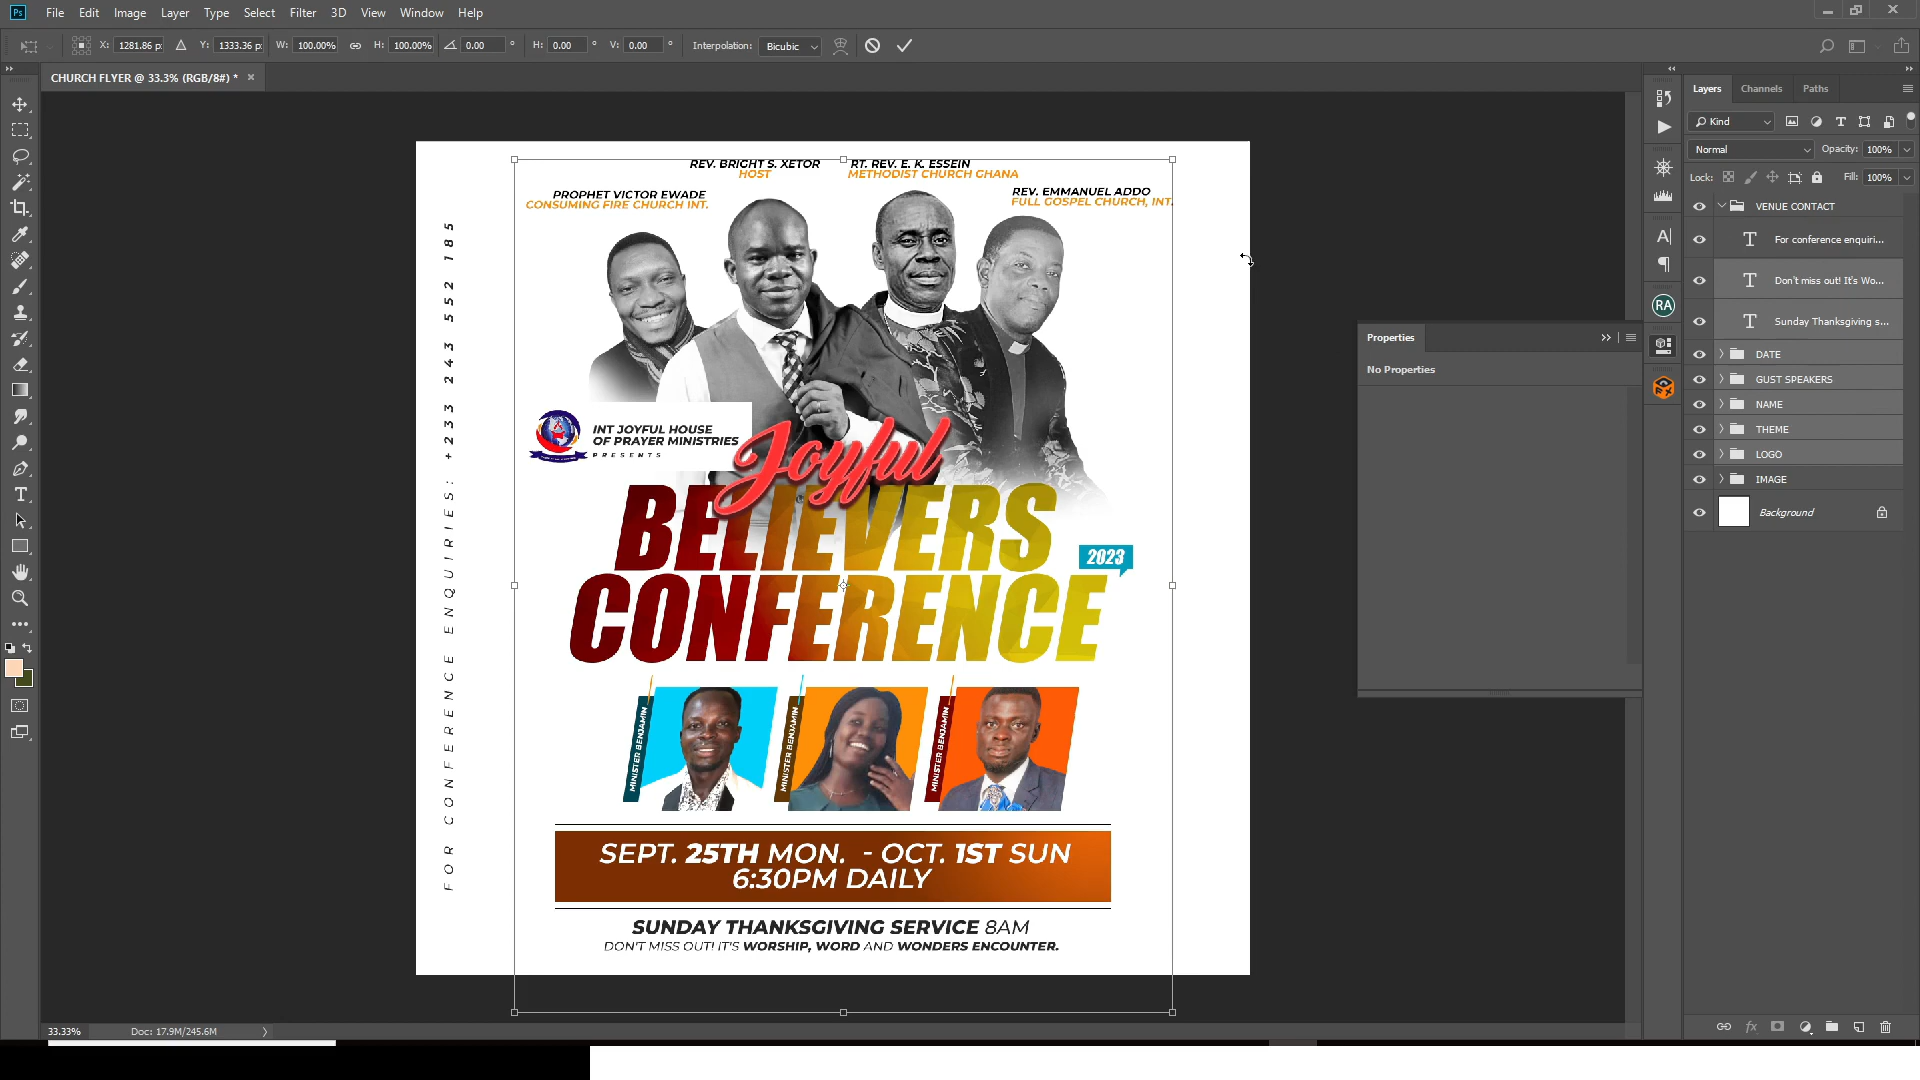 Ps File Edit Image Layer Type Select Filter 3D View Window Help
X: 1281.86 p Y: 1333.36 p W: 100.00% H: 100.00% 0.00 ° H: 0.00 ° V: 0.00 ° Interpolation: Bicubic
CHURCH FLYER @ 33.3% (RGB/8#) * ×
REV. BRIGHT S. XETOR
HOST
RT. REV. E. K. ESSEIN
METHODIST CHURCH GHANA
PROPHET VICTOR EWADE
CONSUMING FIRE CHURCH INT.
REV. EMMANUEL ADDO
FULL GOSPEL CHURCH, INT.
FOR CONFERENCE ENQUIRIES: +233 243 552 185
INT JOYFUL HOUSE
OF PRAYER MINISTRIES
PRESENTS
Joyful
BELIEVERS
CONFERENCE
2023
MINISTER BENJAMIN
MINISTER BENJAMIN
MINISTER BENJAMIN
SEPT. 25TH MON. - OCT. 1ST SUN
6:30PM DAILY
SUNDAY THANKSGIVING SERVICE 8AM
DON'T MISS OUT! IT'S WORSHIP, WORD AND WONDERS ENCOUNTER.
Properties
No Properties
RA
Layers Channels Paths
Kind
Normal Opacity: 100%
Lock: Fill: 100%
VENUE CONTACT
For conference enquiri...
Don't miss out! It's Wo...
Sunday Thanksgiving s...
DATE
GUST SPEAKERS
NAME
THEME
LOGO
IMAGE
Background
33.33% Doc: 17.9M/245.6M